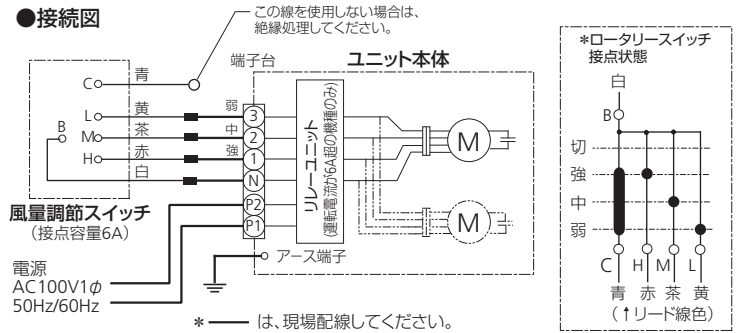 ●接続図
この線を使用しない場合は、
絶縁処理してください。
端子台
ユニット本体
C
青
L
黄
弱
3
B
M
茶
中
2
H
赤
強
1
白
N
P2
P1
リレーユニット
(運転電流が6A超の機種のみ)
M
M
風量調節スイッチ
(接点容量6A)
アース端子
電源
AC100V1φ
50Hz/60Hz
＊ は、現場配線してください。
＊ロータリースイッチ
接点状態
白
B
切
強
中
弱
C H M L
青 赤 茶 黄
(↑リード線色)